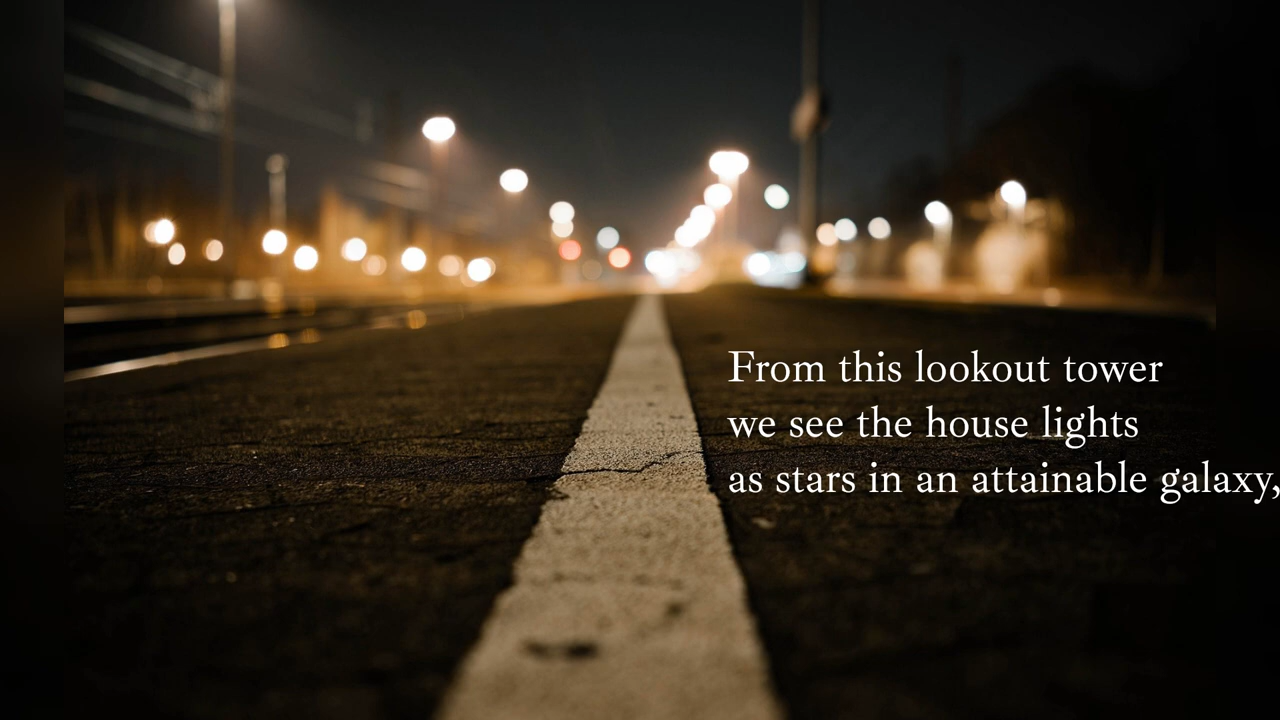 From this lookout tower
we see the house lights
as stars in an attainable galaxy,